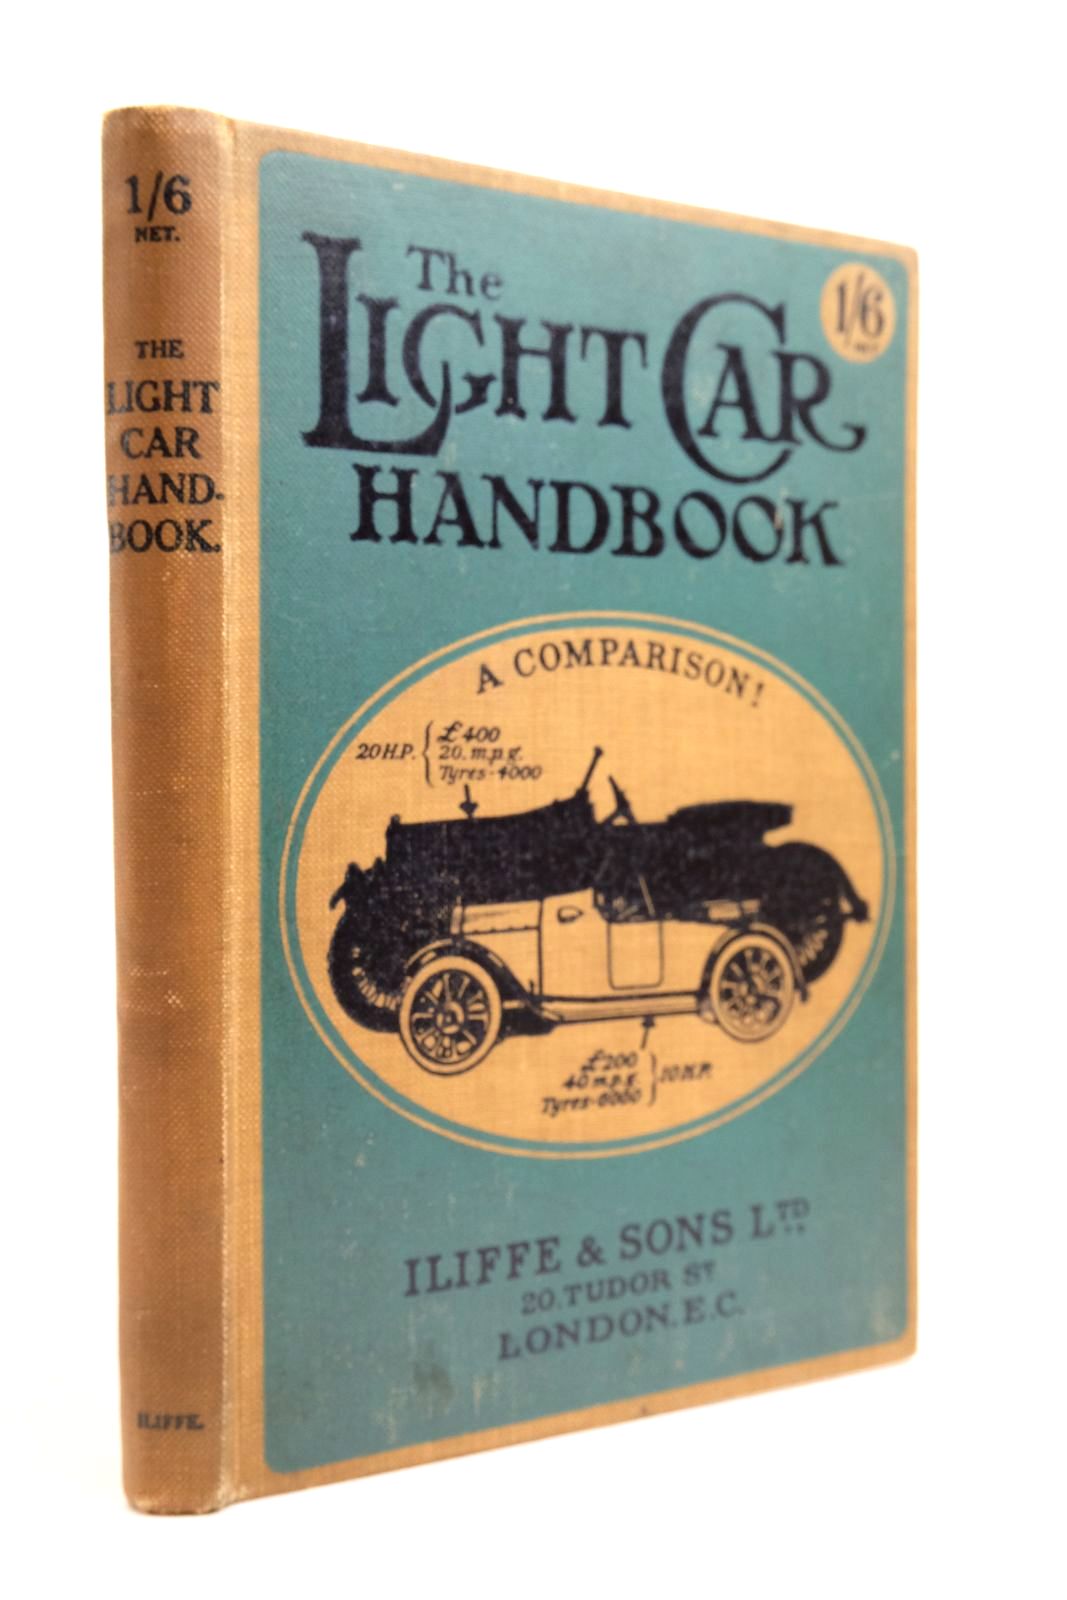 1/6
NET.
THE
LIGHT
CAR
HAND-
BOOK.
ILIFFE.
The
LIGHT CAR
HANDBOOK
1/6
NET
A COMPARISON!
20 H.P. { £400
20. m.p.g.
Tyres-4000
£200
40 m.p.g. } 10 H.P.
Tyres-6000
ILIFFE & SONS LTD
20. TUDOR ST
LONDON. E.C.